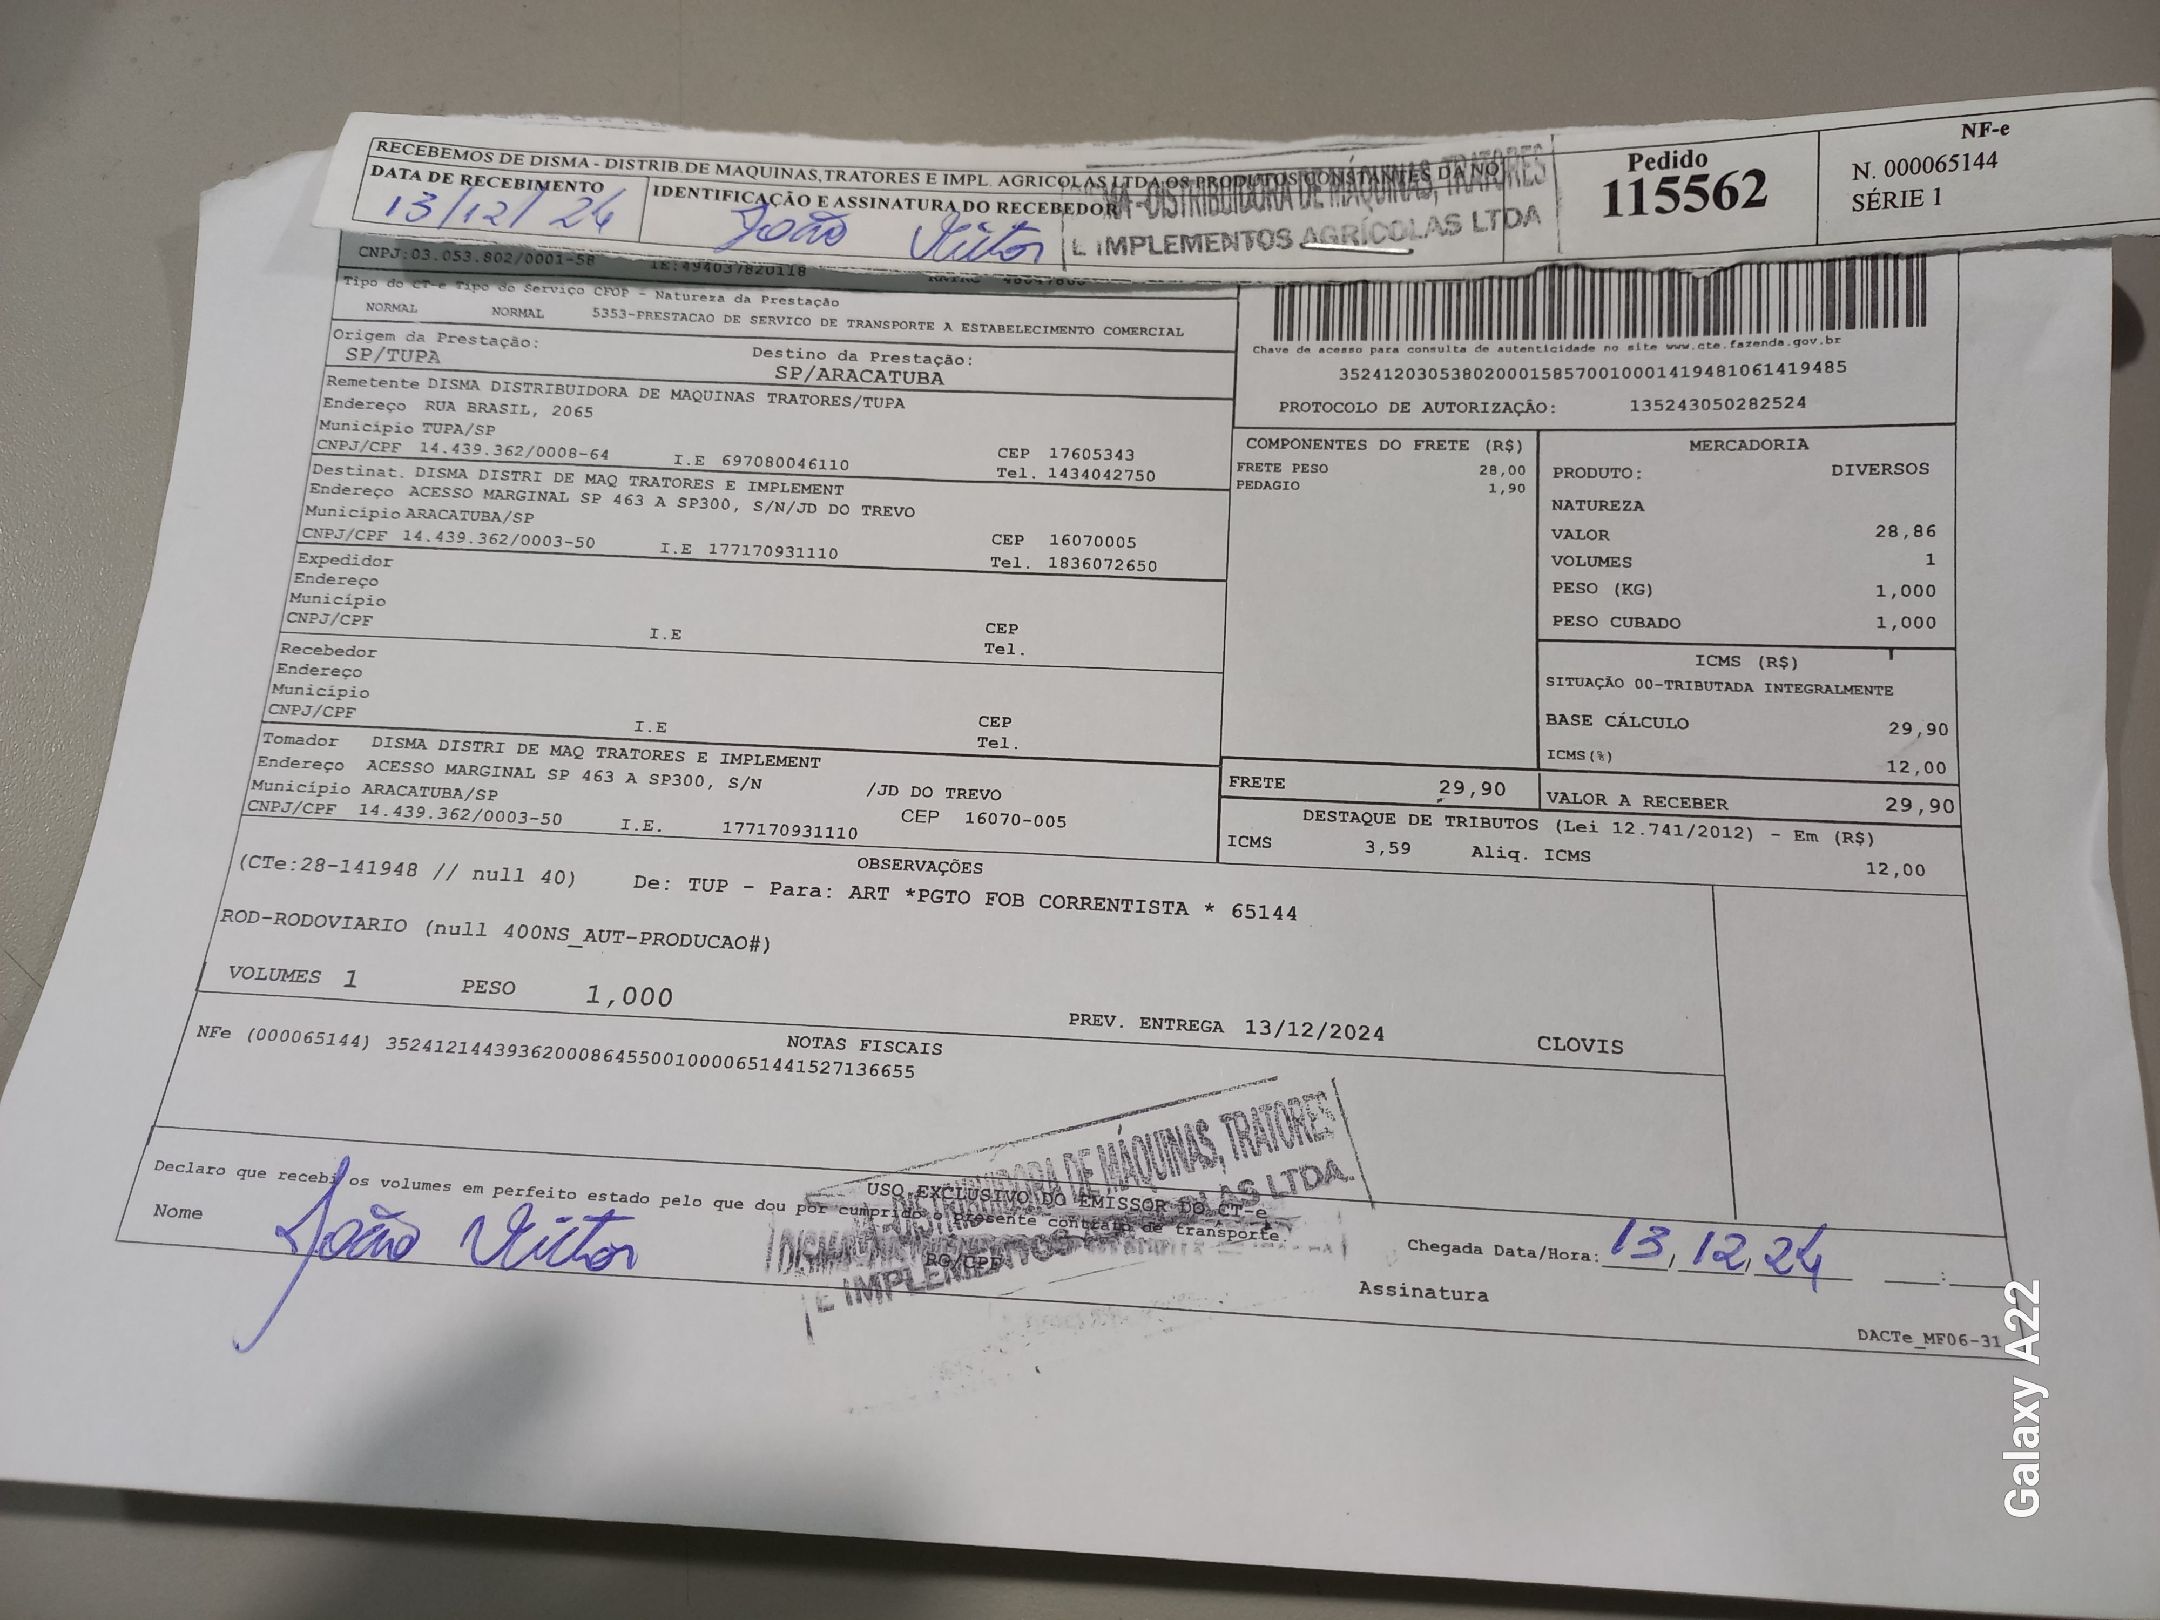 RECEBEMOS DE DISMA - DISTRIB.DE MAQUINAS,TRATORES E IMPL. AGRICOLAS LTDA OS PRODUTOS CONSTANTES DA NO
DATA DE RECEBIMENTO
13/12/24
IDENTIFICAÇÃO E ASSINATURA DO RECEBEDOR
João Victor
MA - DISTRIBUIDORA DE MÁQUINAS, TRATORES
E IMPLEMENTOS AGRÍCOLAS LTDA
Pedido
115562
NF-e
N. 000065144
SÉRIE 1
CNPJ:03.053.802/0001-58 IE:494037820118
Tipo do CT-e Tipo do Serviço CFOP - Natureza da Prestação
NORMAL NORMAL 5353-PRESTACAO DE SERVICO DE TRANSPORTE A ESTABELECIMENTO COMERCIAL
Origem da Prestação: Destino da Prestação:
SP/TUPA SP/ARACATUBA
Chave de acesso para consulta de autenticidade no site www.cte.fazenda.gov.br
35241203053802000158570010001419481061419485
PROTOCOLO DE AUTORIZAÇÃO: 135243050282524
Remetente DISMA DISTRIBUIDORA DE MAQUINAS TRATORES/TUPA
Endereço RUA BRASIL, 2065
Município TUPA/SP CEP 17605343
CNPJ/CPF 14.439.362/0008-64 I.E 697080046110 Tel. 1434042750
Destinat. DISMA DISTRI DE MAQ TRATORES E IMPLEMENT
Endereço ACESSO MARGINAL SP 463 A SP300, S/N/JD DO TREVO
Município ARACATUBA/SP CEP 16070005
CNPJ/CPF 14.439.362/0003-50 I.E 177170931110 Tel. 1836072650
Expedidor
Endereço
Município CEP
CNPJ/CPF I.E Tel.
Recebedor
Endereço
Município CEP
CNPJ/CPF I.E Tel.
Tomador DISMA DISTRI DE MAQ TRATORES E IMPLEMENT
Endereço ACESSO MARGINAL SP 463 A SP300, S/N /JD DO TREVO
Município ARACATUBA/SP CEP 16070-005
CNPJ/CPF 14.439.362/0003-50 I.E. 177170931110
COMPONENTES DO FRETE (R$)
FRETE PESO 28,00
PEDAGIO 1,90
MERCADORIA
PRODUTO: DIVERSOS
NATUREZA
VALOR 28,86
VOLUMES 1
PESO (KG) 1,000
PESO CUBADO 1,000
ICMS (R$)
SITUAÇÃO 00-TRIBUTADA INTEGRALMENTE
BASE CÁLCULO 29,90
ICMS(%) 12,00
FRETE 29,90 VALOR A RECEBER 29,90
DESTAQUE DE TRIBUTOS (Lei 12.741/2012) - Em (R$)
ICMS 3,59 Aliq. ICMS 12,00
OBSERVAÇÕES
(CTe:28-141948 // null 40) De: TUP - Para: ART *PGTO FOB CORRENTISTA * 65144
ROD-RODOVIARIO (null 400NS_AUT-PRODUCAO#)
VOLUMES 1 PESO 1,000
PREV. ENTREGA 13/12/2024 CLOVIS
NOTAS FISCAIS
NFe (000065144) 35241214439362000864550010000651441527136655
USO EXCLUSIVO DO EMISSOR DO CT-e
Declaro que recebi os volumes em perfeito estado pelo que dou por cumprido o presente contrato de transporte.
Nome João Victor RG/CPF
DE MÁQUINAS, TRATORES
LAS LTDA.
E IMPLEMENTOS
Chegada Data/Hora: 13,12,24 __:__
Assinatura
DACTe_MF06-31
Galaxy A22